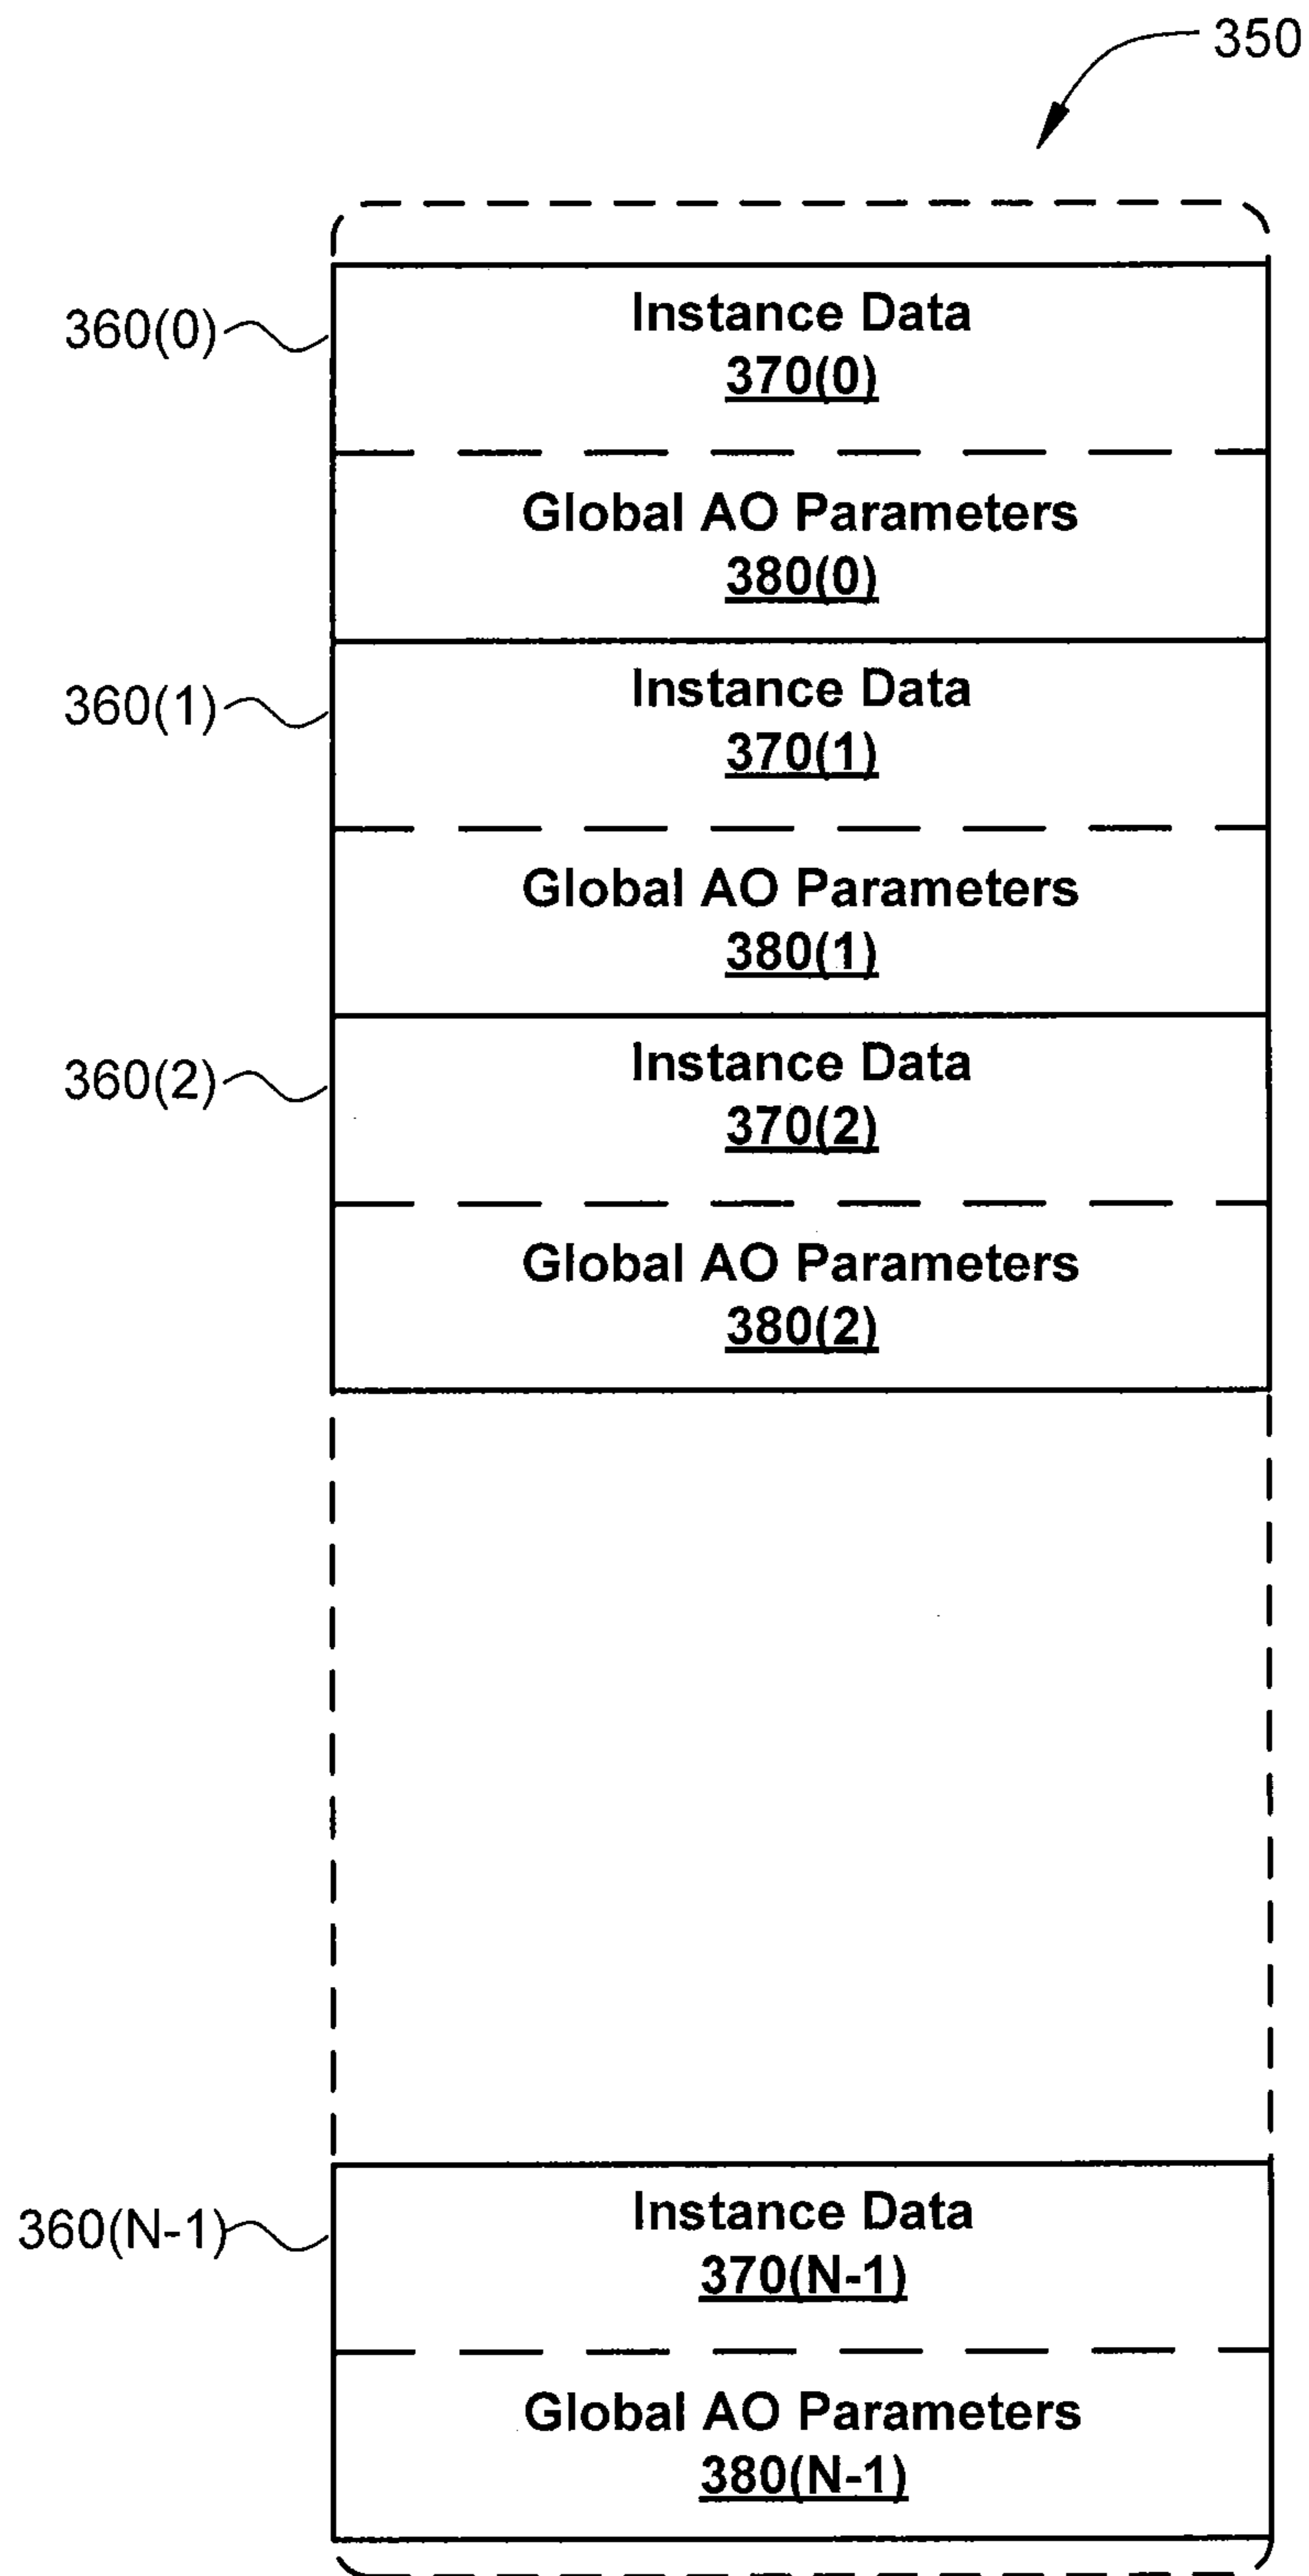 350
360(0)
Instance Data
370(0)
Global AO Parameters
380(0)
360(1)
Instance Data
370(1)
Global AO Parameters
380(1)
360(2)
Instance Data
370(2)
Global AO Parameters
380(2)
360(N-1)
Instance Data
370(N-1)
Global AO Parameters
380(N-1)